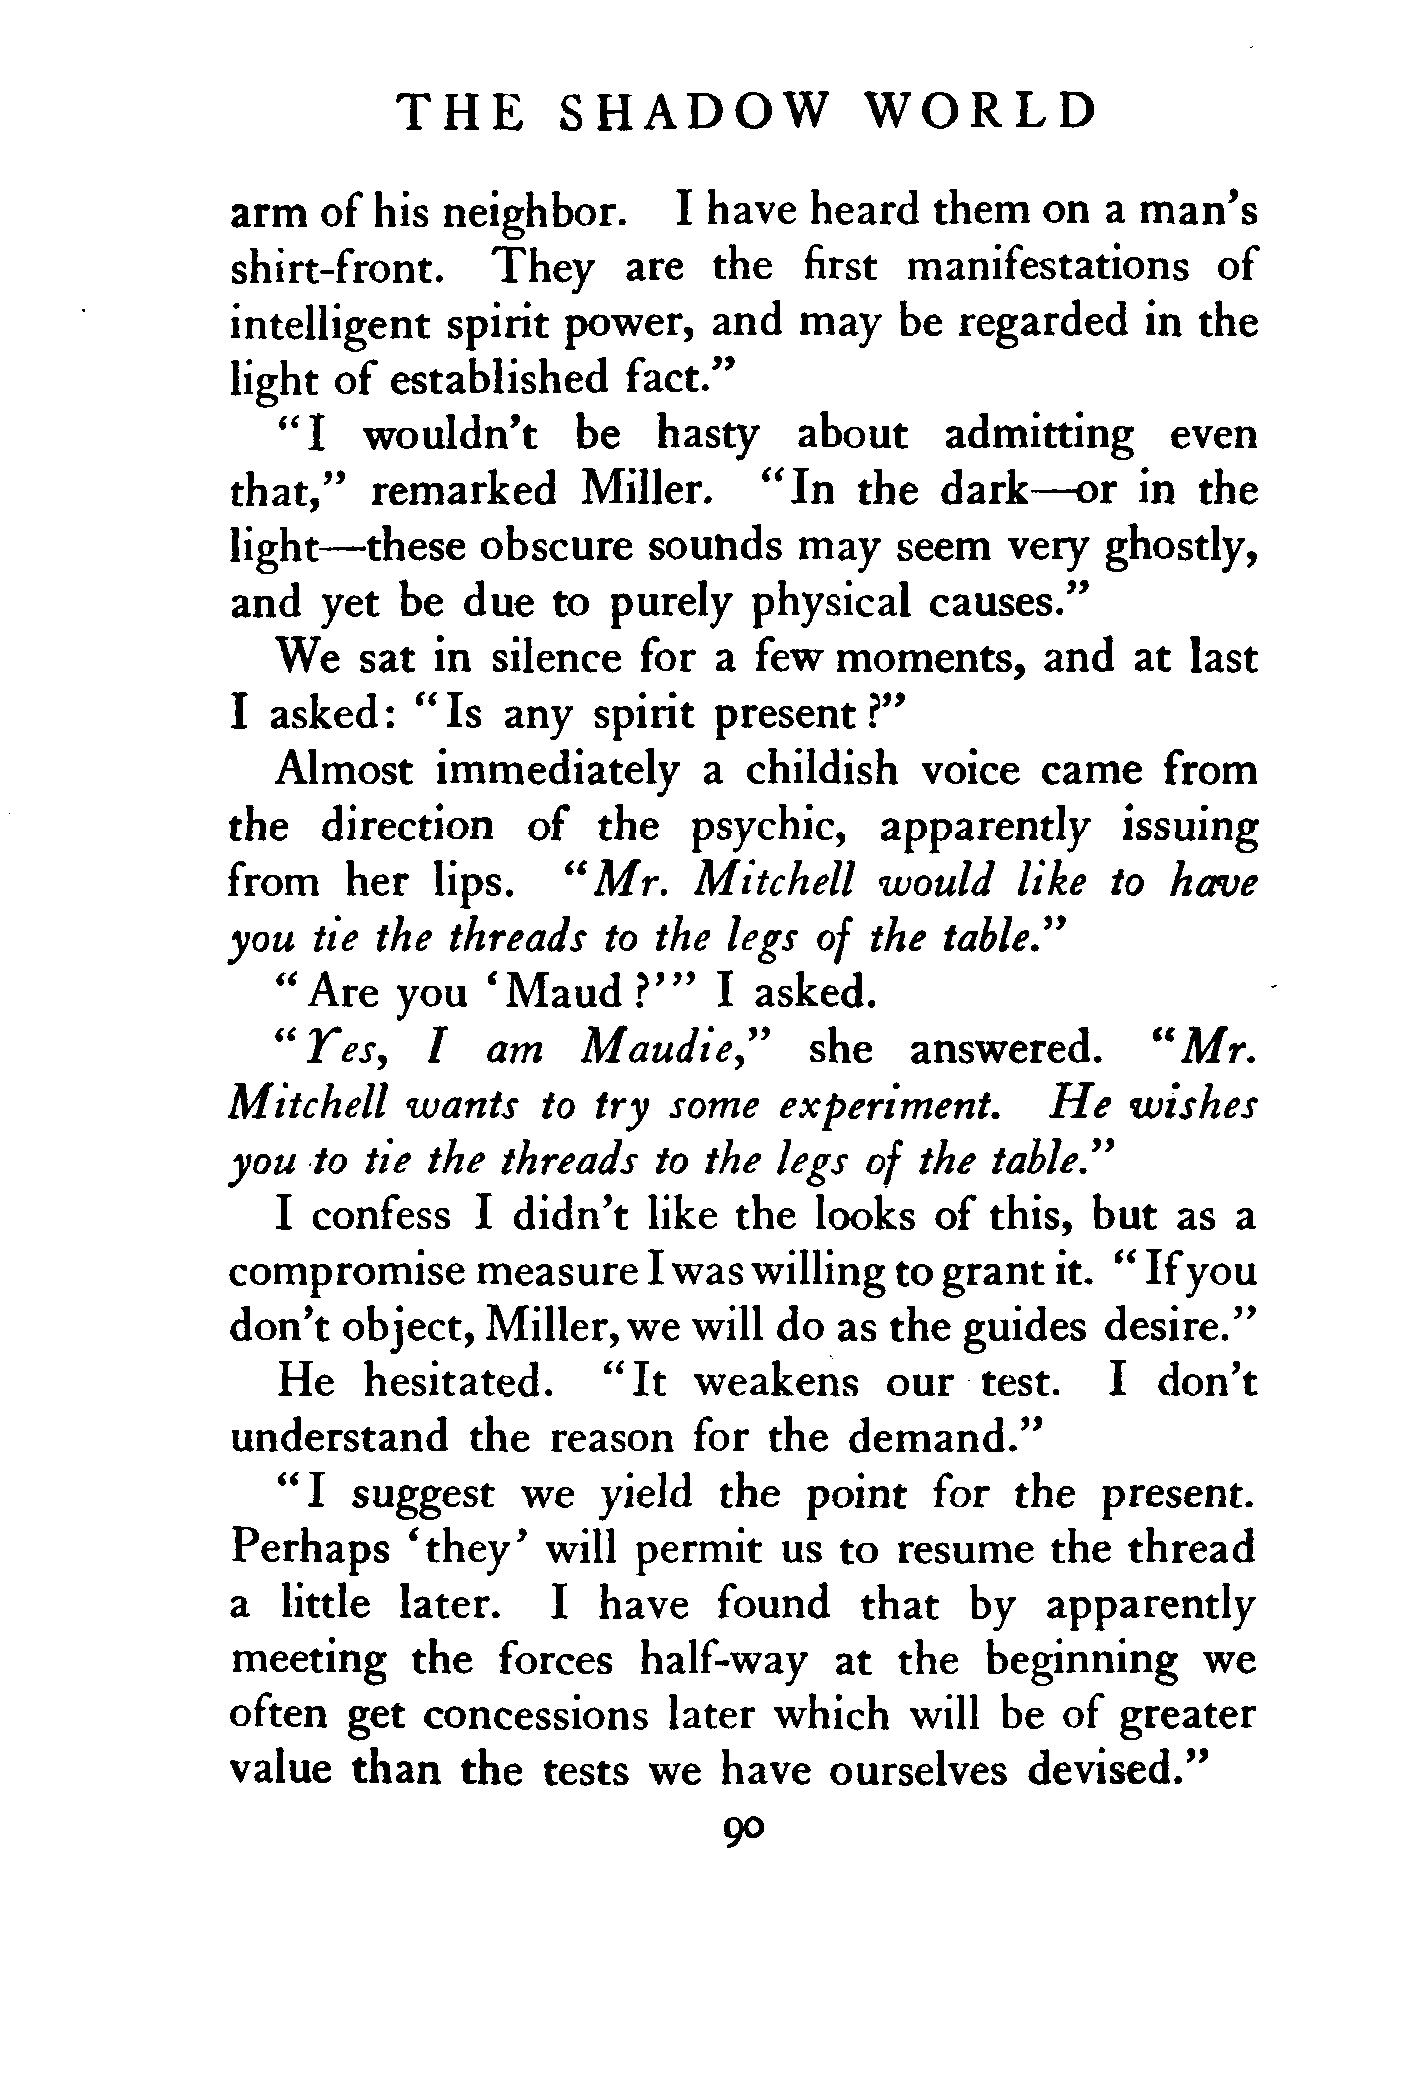 THE SHADOW WORLD
arm of his neighbor. I have heard them on a man's
shirt-front. They are the first manifestations of
intelligent spirit power, and may be regarded in the
light of established fact."
"I wouldn't be hasty about admitting even
that," remarked Miller. "In the dark—or in the
light—these obscure sounds may seem very ghostly,
and yet be due to purely physical causes."
We sat in silence for a few moments, and at last
I asked: "Is any spirit present?"
Almost immediately a childish voice came from
the direction of the psychic, apparently issuing
from her lips. "Mr. Mitchell would like to have
you tie the threads to the legs of the table."
"Are you 'Maud?'" I asked.
"Yes, I am Maudie," she answered. "Mr.
Mitchell wants to try some experiment. He wishes
you to tie the threads to the legs of the table."
I confess I didn't like the looks of this, but as a
compromise measure I was willing to grant it. "If you
don't object, Miller, we will do as the guides desire."
He hesitated. "It weakens our test. I don't
understand the reason for the demand."
"I suggest we yield the point for the present.
Perhaps 'they' will permit us to resume the thread
a little later. I have found that by apparently
meeting the forces half-way at the beginning we
often get concessions later which will be of greater
value than the tests we have ourselves devised."
90